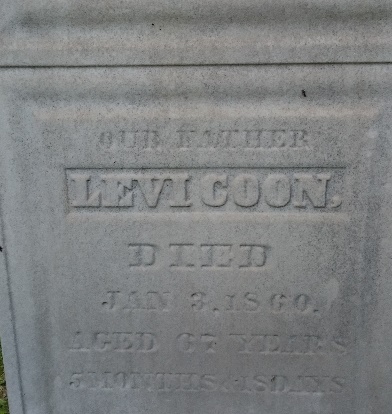 OUR FATHER
LEVI COON.
DIED
JAN 3, 1860.
AGED 67 YEARS
5 MONTHS & 18 DAYS